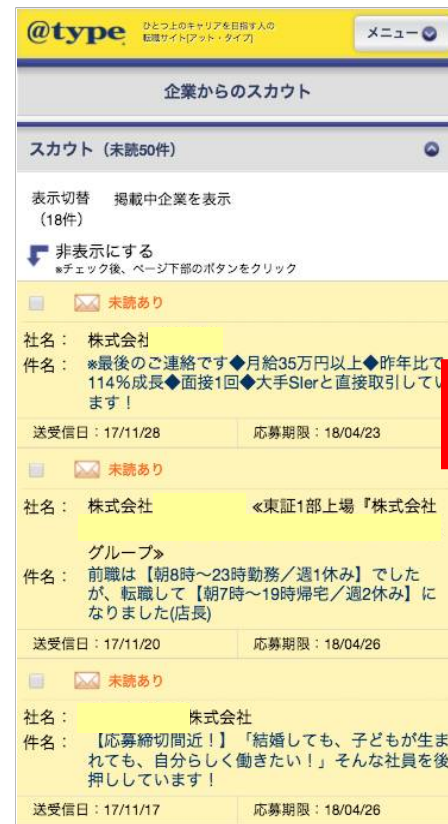 @type ひとつ上のキャリアを目指す人の
転職サイト[アット・タイプ]
メニュー
企業からのスカウト
スカウト（未読50件）
表示切替 掲載中企業を表示
（18件）
非表示にする
※チェック後、ページ下部のボタンをクリック
未読あり
社名： 株式会社
件名： ※最後のご連絡です◆月給35万円以上◆昨年比で
114%成長◆面接1回◆大手SIerと直接取引してい
ます！
送受信日：17/11/28 応募期限：18/04/23
未読あり
社名： 株式会社 ≪東証1部上場『株式会社
グループ≫
件名： 前職は【朝8時～23時勤務／週1休み】でした
が、転職して【朝7時～19時帰宅／週2休み】に
なりました(店長)
送受信日：17/11/20 応募期限：18/04/26
未読あり
社名： 株式会社
件名： 【応募締切間近！】「結婚しても、子どもが生ま
れても、自分らしく働きたい！」そんな社員を後
押ししています！
送受信日：17/11/17 応募期限：18/04/26